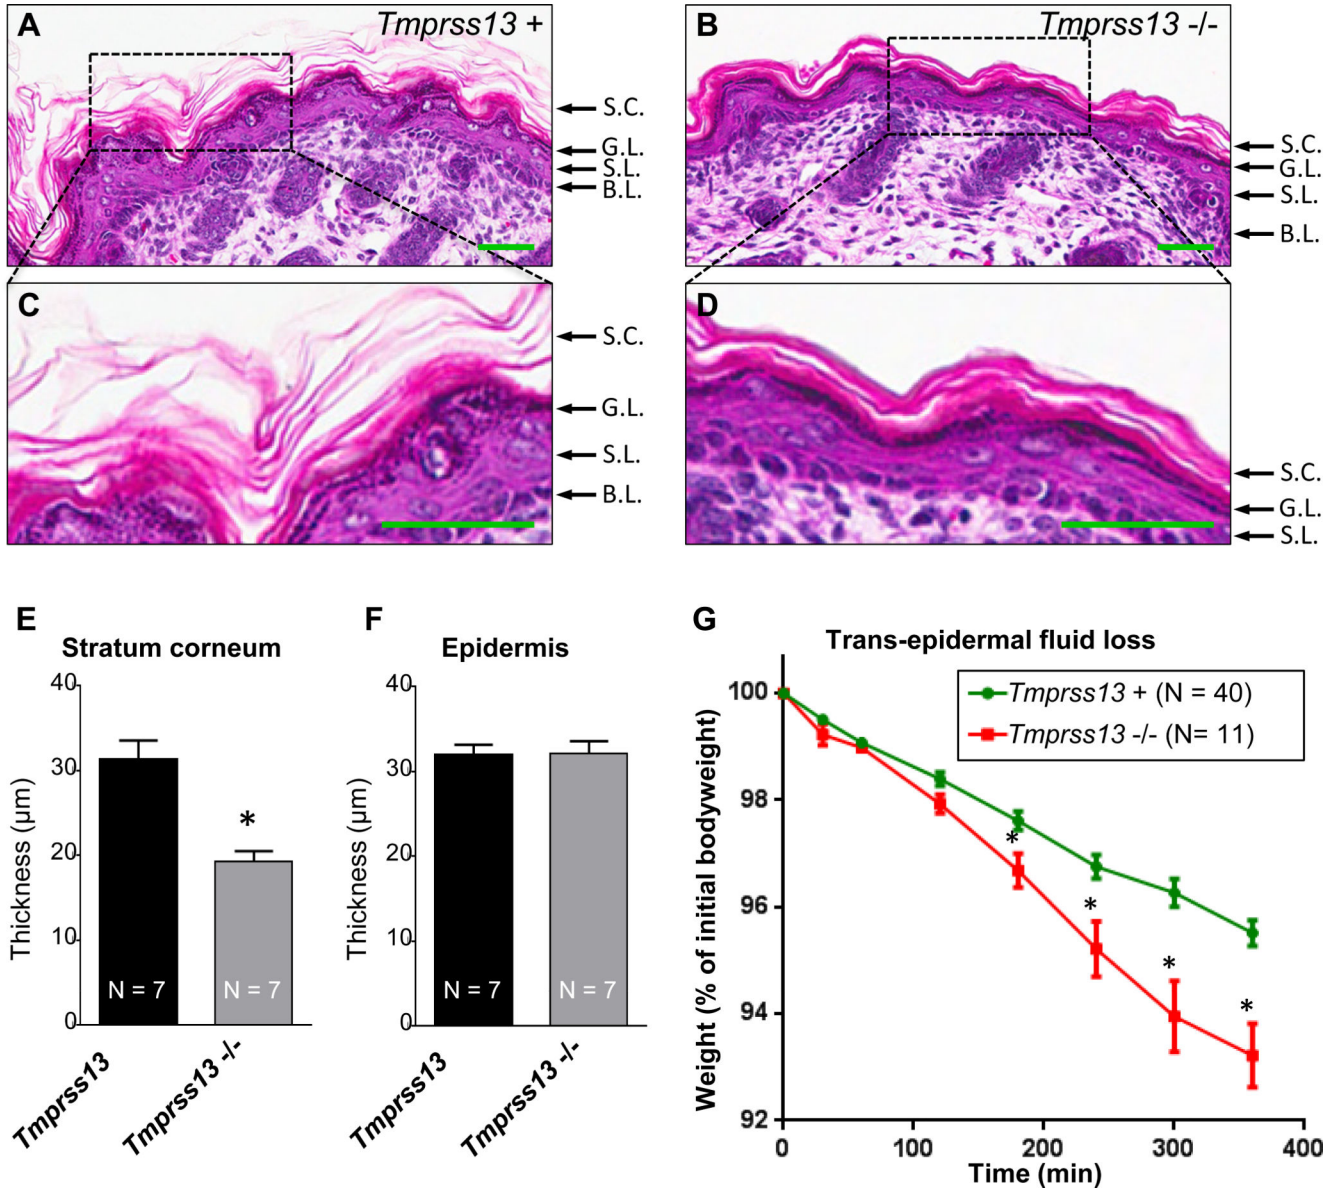 A
Tmprss13 +
S.C.
G.L.
S.L.
B.L.
B
Tmprss13 -/-
S.C.
G.L.
S.L.
B.L.
C
S.C.
G.L.
S.L.
B.L.
D
S.C.
G.L.
S.L.
E
Stratum corneum
Thickness (μm)
40
30
20
10
0
N = 7
N = 7
*
Tmprss13
Tmprss13 -/-
F
Epidermis
Thickness (μm)
40
30
20
10
0
N = 7
N = 7
Tmprss13
Tmprss13 -/-
G
Trans-epidermal fluid loss
Tmprss13 + (N = 40)
Tmprss13 -/- (N= 11)
Weight (% of initial bodyweight)
100
98
96
94
92
*
*
*
*
0
100
200
300
400
Time (min)